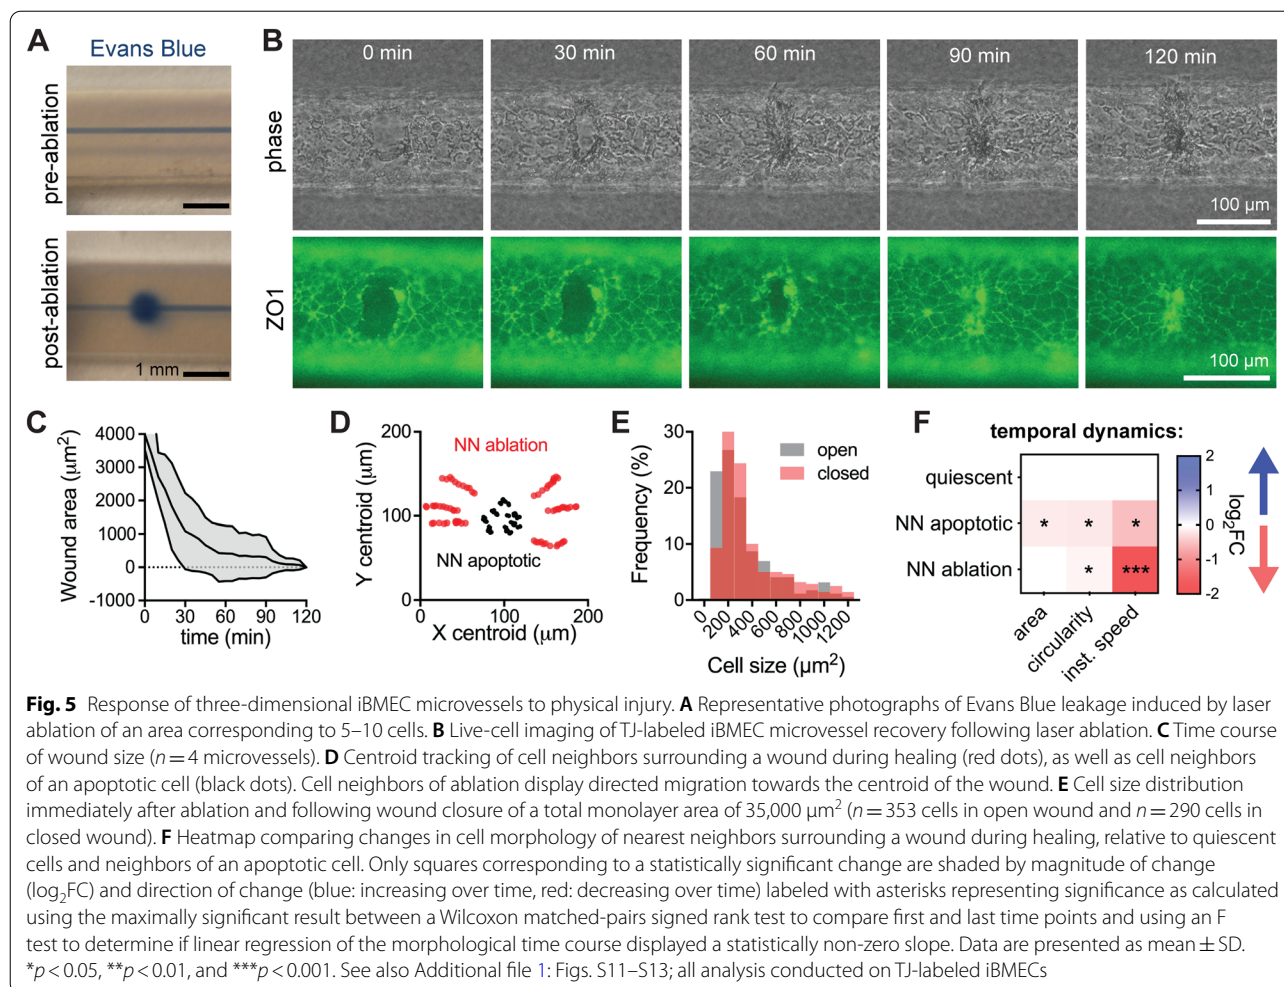 A
Evans Blue
pre-ablation
post-ablation
1 mm
B
0 min
30 min
60 min
90 min
120 min
phase
100 µm
ZO1
100 µm
C
Wound area (µm²)
4000
3000
2000
1000
0
-1000
0
30
60
90
120
time (min)
D
Y centroid (µm)
200
100
0
NN ablation
NN apoptotic
0
100
200
X centroid (µm)
E
Frequency (%)
30
20
10
0
open
closed
0
200
400
600
800
1000
1200
Cell size (µm²)
F
temporal dynamics:
quiescent
NN apoptotic
* * *
NN ablation
* ***
area
circularity
inst. speed
2
1
0
-1
-2
log₂FC
Fig. 5 Response of three-dimensional iBMEC microvessels to physical injury. A Representative photographs of Evans Blue leakage induced by laser
ablation of an area corresponding to 5–10 cells. B Live-cell imaging of TJ-labeled iBMEC microvessel recovery following laser ablation. C Time course
of wound size (n = 4 microvessels). D Centroid tracking of cell neighbors surrounding a wound during healing (red dots), as well as cell neighbors
of an apoptotic cell (black dots). Cell neighbors of ablation display directed migration towards the centroid of the wound. E Cell size distribution
immediately after ablation and following wound closure of a total monolayer area of 35,000 µm² (n = 353 cells in open wound and n = 290 cells in
closed wound). F Heatmap comparing changes in cell morphology of nearest neighbors surrounding a wound during healing, relative to quiescent
cells and neighbors of an apoptotic cell. Only squares corresponding to a statistically significant change are shaded by magnitude of change
(log₂FC) and direction of change (blue: increasing over time, red: decreasing over time) labeled with asterisks representing significance as calculated
using the maximally significant result between a Wilcoxon matched-pairs signed rank test to compare first and last time points and using an F
test to determine if linear regression of the morphological time course displayed a statistically non-zero slope. Data are presented as mean ± SD.
*p < 0.05, **p < 0.01, and ***p < 0.001. See also Additional file 1: Figs. S11–S13; all analysis conducted on TJ-labeled iBMECs